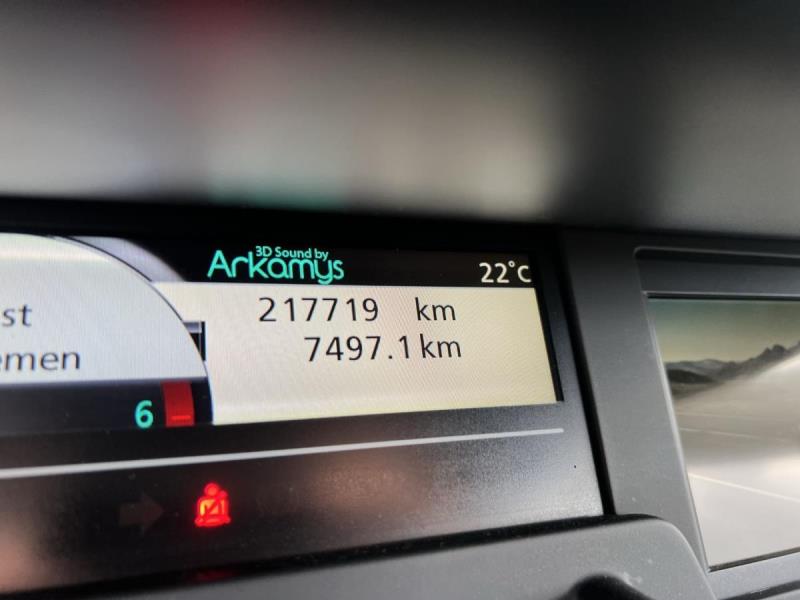 3D Sound by
Arkamys
22°C
217719 km
7497.1 km
st
emen
6